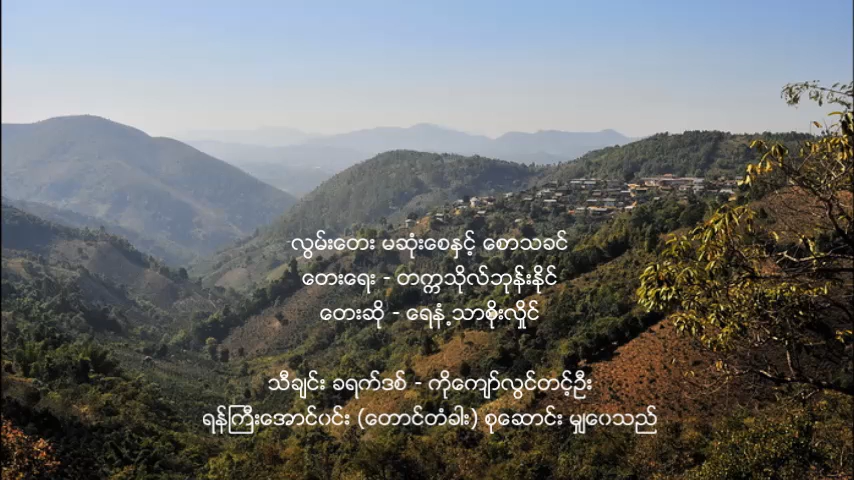 လွမ်းတေး မဆုံးစေနှင့် စောသခင်
တေးရေး - တက္ကသိုလ်ဘုန်းနိုင်
တေးဆို - ရေနံ့သာစိုးလှိုင်
သီချင်း ခရက်ဒစ် - ကိုကျော်လွင်တင့်ဦး
ရန်ကြီးအောင်ဝင်း (တောင်တံခါး) စုဆောင်း မျှဝေသည်